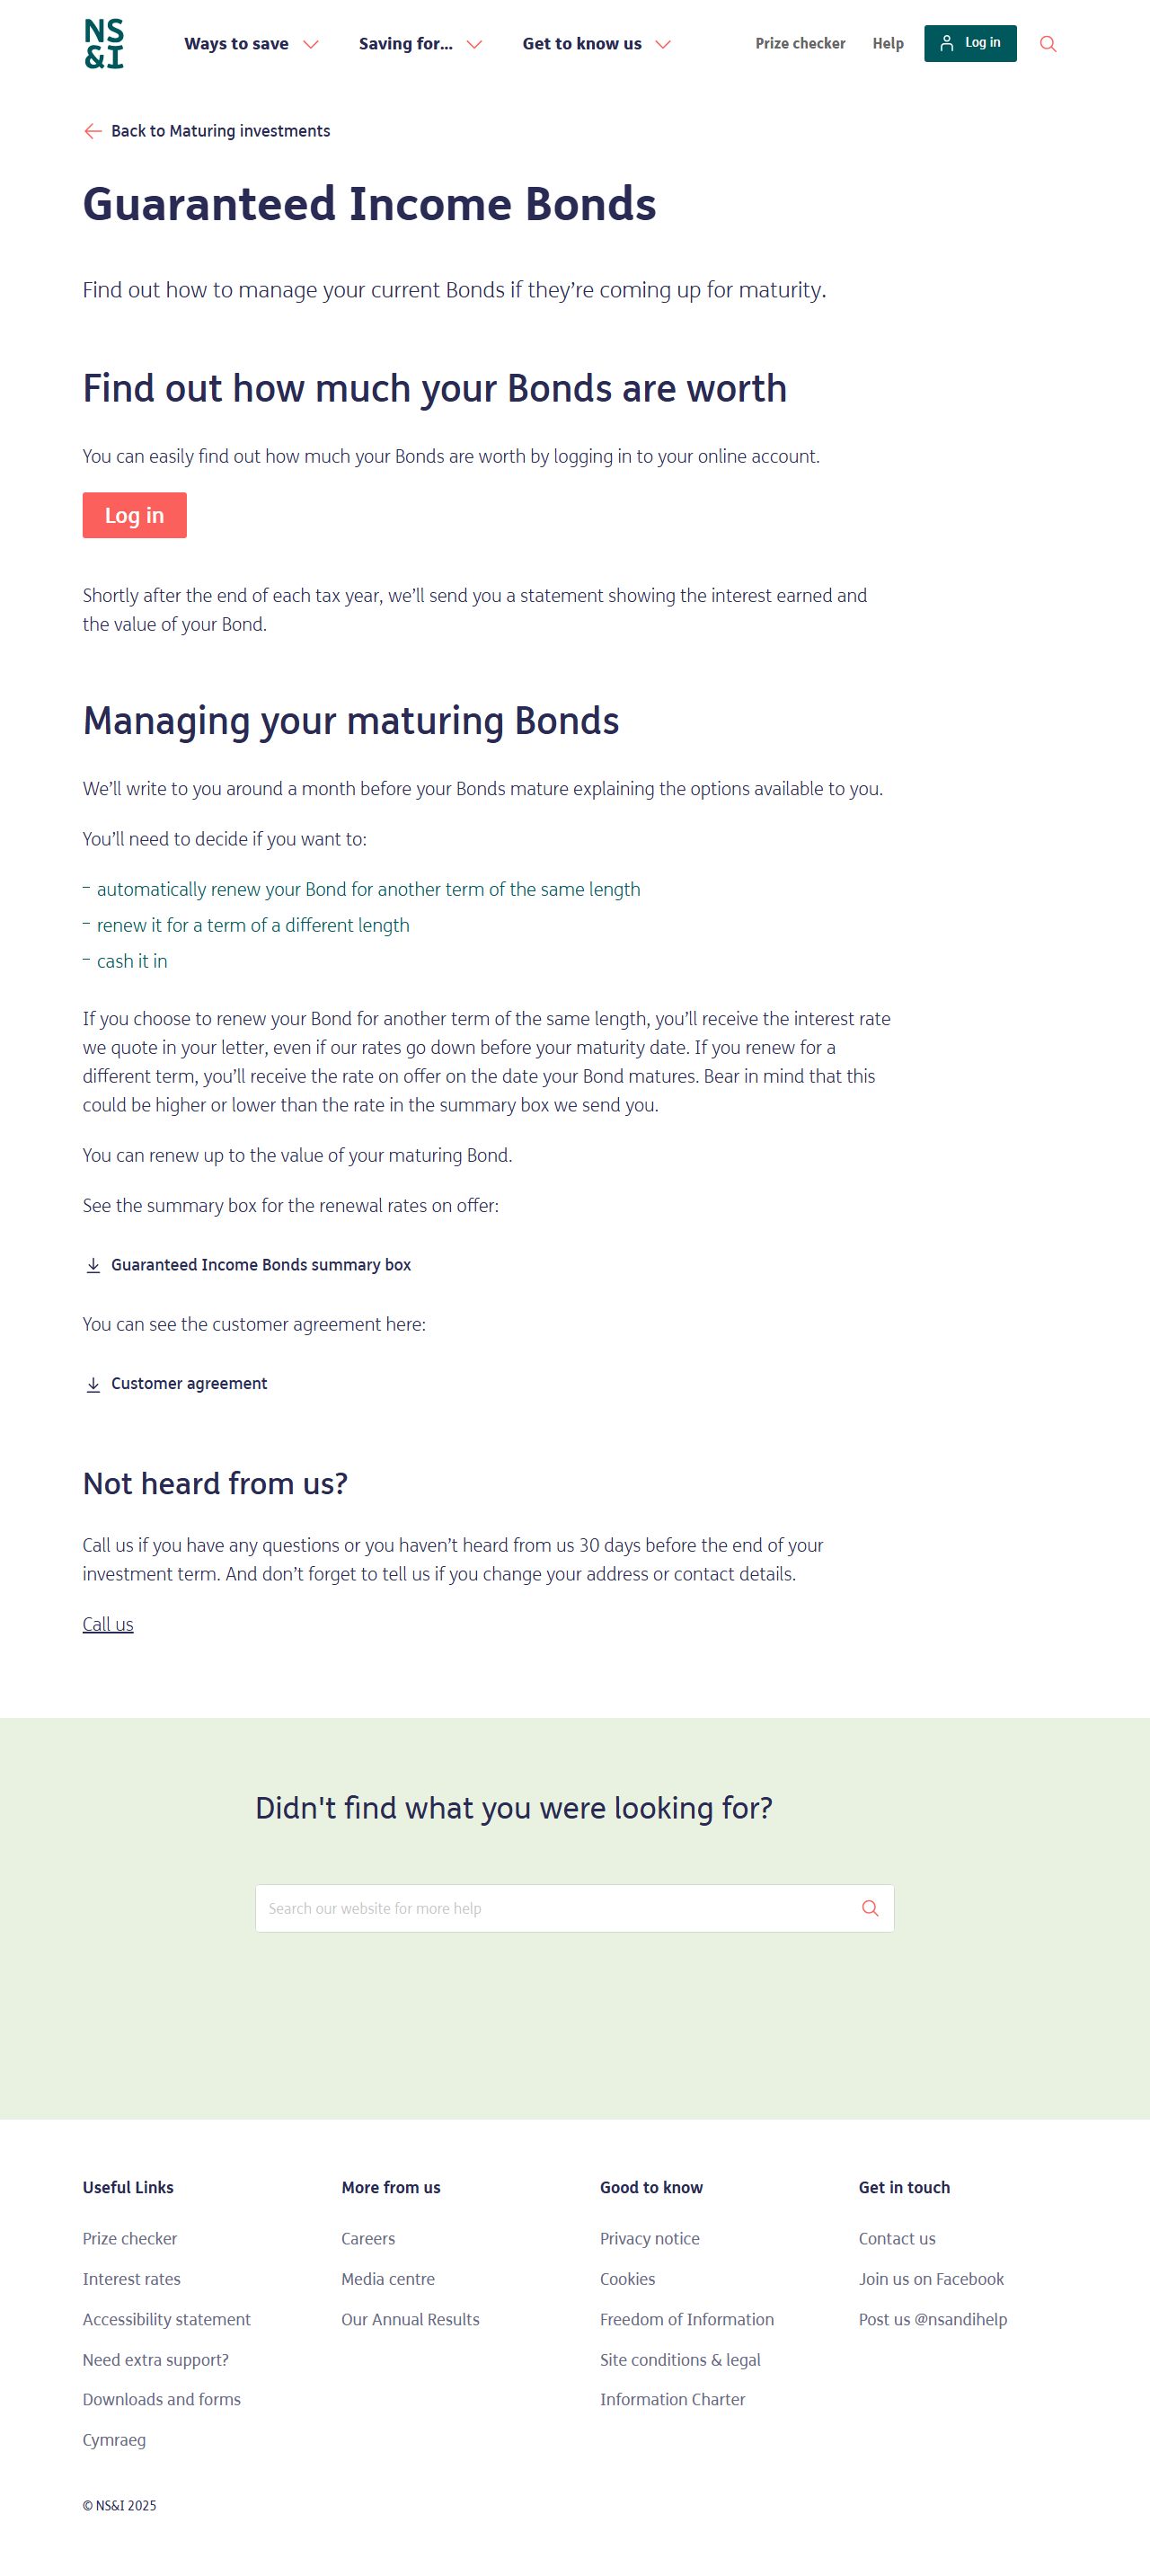 NS
&I
Ways to save
Saving for...
Get to know us
Prize checker
Help
Log in
Back to Maturing investments
Guaranteed Income Bonds
Find out how to manage your current Bonds if they’re coming up for maturity.
Find out how much your Bonds are worth
You can easily find out how much your Bonds are worth by logging in to your online account.
Log in
Shortly after the end of each tax year, we’ll send you a statement showing the interest earned and
the value of your Bond.
Managing your maturing Bonds
We’ll write to you around a month before your Bonds mature explaining the options available to you.
You’ll need to decide if you want to:
– automatically renew your Bond for another term of the same length
– renew it for a term of a different length
– cash it in
If you choose to renew your Bond for another term of the same length, you’ll receive the interest rate
we quote in your letter, even if our rates go down before your maturity date. If you renew for a
different term, you’ll receive the rate on offer on the date your Bond matures. Bear in mind that this
could be higher or lower than the rate in the summary box we send you.
You can renew up to the value of your maturing Bond.
See the summary box for the renewal rates on offer:
Guaranteed Income Bonds summary box
You can see the customer agreement here:
Customer agreement
Not heard from us?
Call us if you have any questions or you haven’t heard from us 30 days before the end of your
investment term. And don’t forget to tell us if you change your address or contact details.
Call us
Didn't find what you were looking for?
Search our website for more help
Useful Links
Prize checker
Interest rates
Accessibility statement
Need extra support?
Downloads and forms
Cymraeg
More from us
Careers
Media centre
Our Annual Results
Good to know
Privacy notice
Cookies
Freedom of Information
Site conditions & legal
Information Charter
Get in touch
Contact us
Join us on Facebook
Post us @nsandihelp
© NS&I 2025